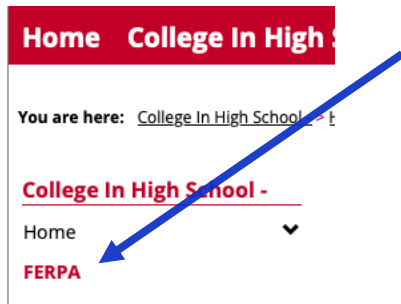 Home College In High
You are here: College In High School - >
College In High School -
Home
FERPA